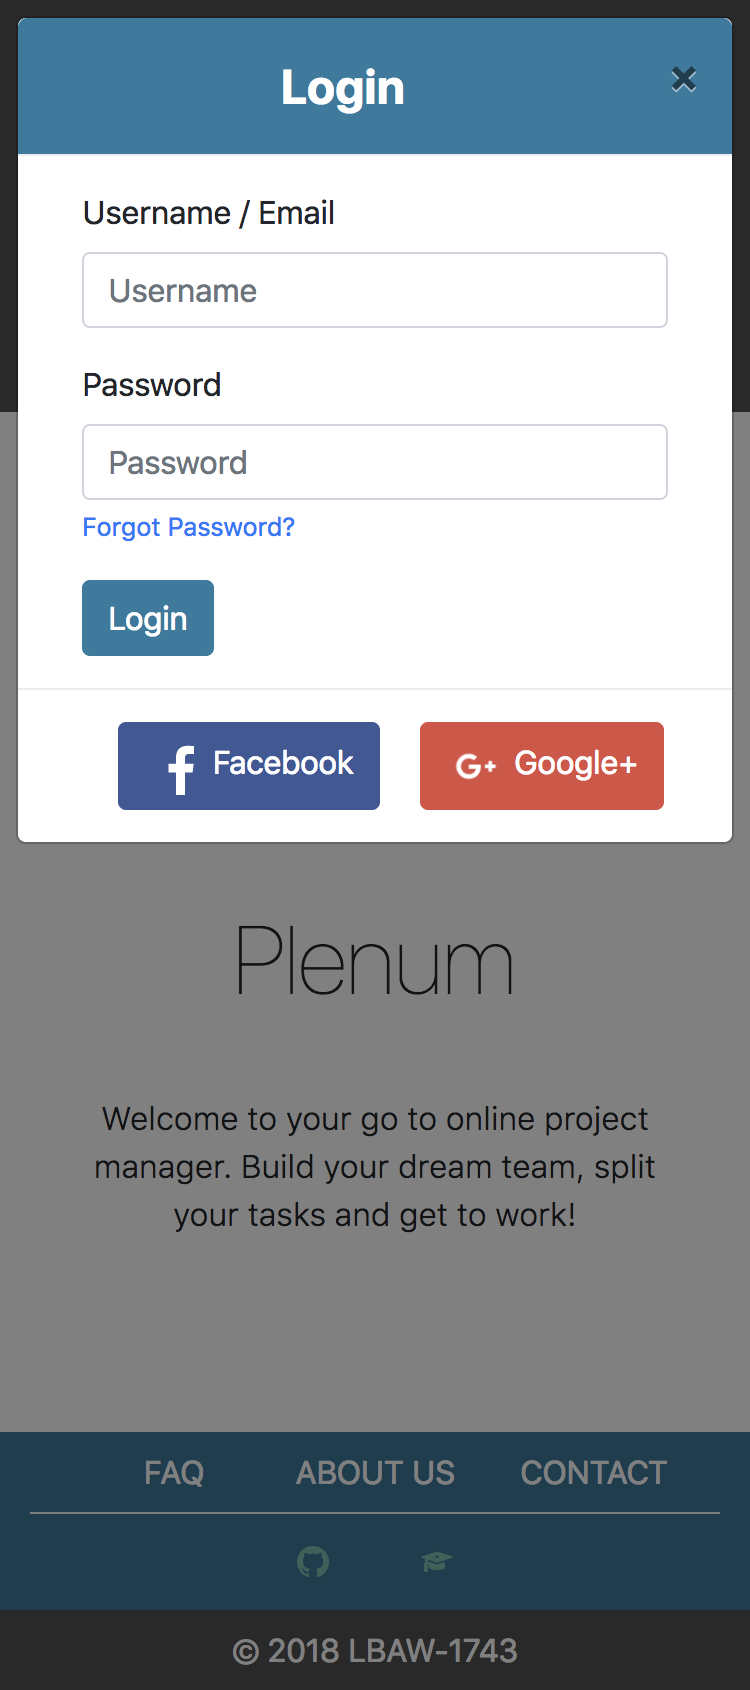 Login
×
Username / Email
Username
Password
Password
Forgot Password?
Login
Facebook
G+ Google+
Plenum
Welcome to your go to online project
manager. Build your dream team, split
your tasks and get to work!
FAQ ABOUT US CONTACT
© 2018 LBAW-1743